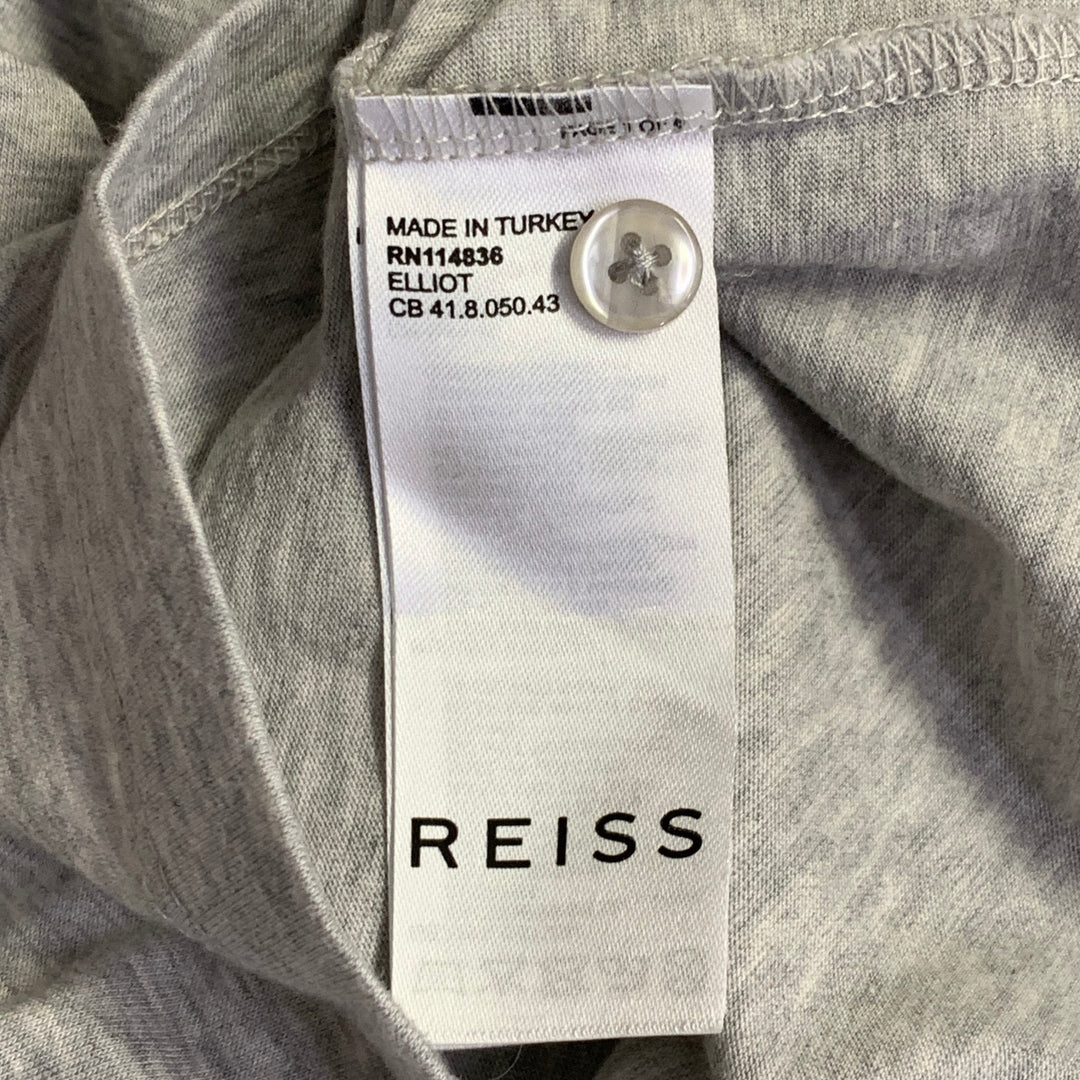 MADE IN TURKEY
RN114836
ELLIOT
CB 41.8.050.43
REISS